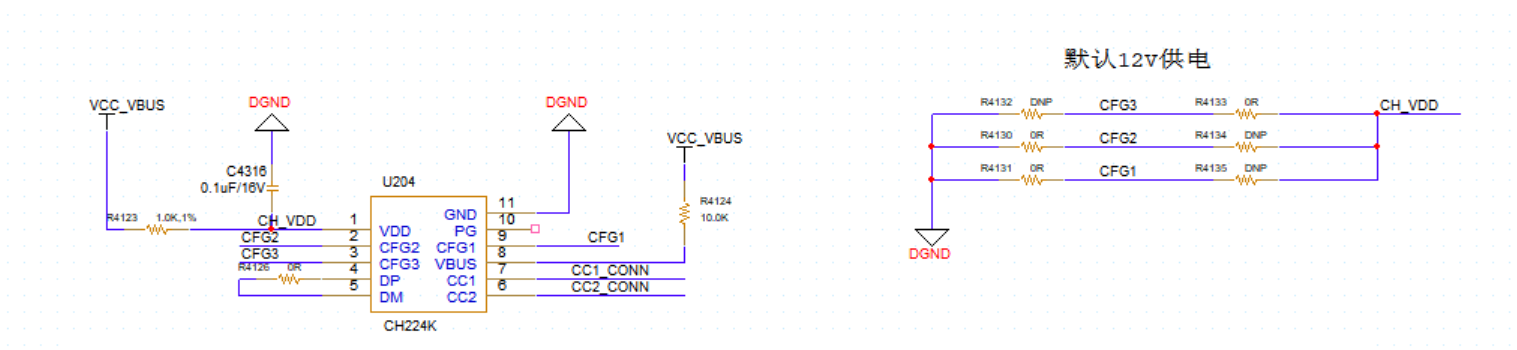 默认12v供电
VCC_VBUS
DGND
DGND
VCC_VBUS
C4316
0.1uF/16V
U204
R4123
1.0K,1%
CH_VDD
1
VDD
CFG2
2
CFG2
CFG3
3
CFG3
R4126
0R
4
DP
5
DM
GND
11
PG
10
CFG1
9
CFG1
VBUS
8
CC1
7
CC1_CONN
CC2
6
CC2_CONN
CH224K
R4124
10.0K
R4132 DNP CFG3 R4133 0R CH_VDD
R4130 0R CFG2 R4134 DNP
R4131 0R CFG1 R4135 DNP
DGND